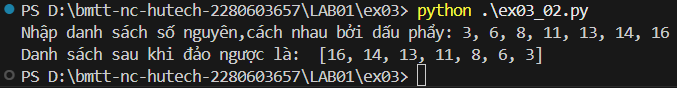 PS D:\bmtt-nc-hutech-2280603657\LAB01\ex03> python .\ex03_02.py
Nhập danh sách số nguyên,cách nhau bởi dấu phẩy: 3, 6, 8, 11, 13, 14, 16
Danh sách sau khi đảo ngược là:  [16, 14, 13, 11, 8, 6, 3]
PS D:\bmtt-nc-hutech-2280603657\LAB01\ex03>